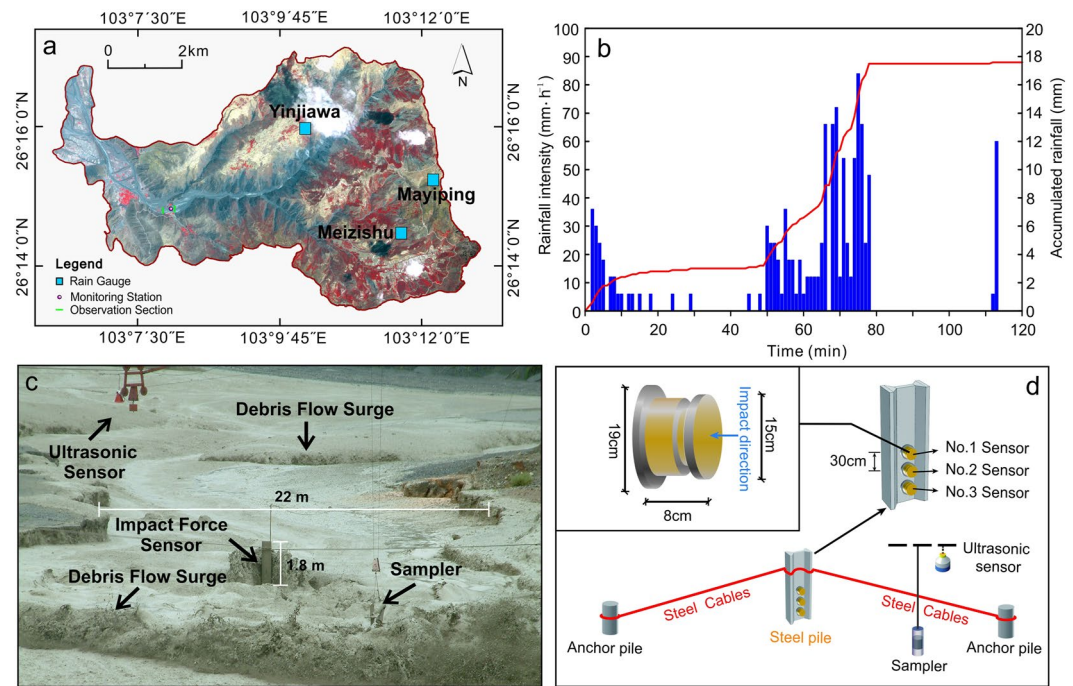 103°7′30″E
103°9′45″E
103°12′0″E
a
0
2km
N
26°16′0″N
26°14′0″N
26°16′0″N
26°14′0″N
Yinjiawa
Mayiping
Meizishu
Legend
Rain Gauge
Monitoring Station
Observation Section
103°7′30″E
103°9′45″E
103°12′0″E
b
Rainfall intensity (mm· h⁻¹)
100
90
80
70
60
50
40
30
20
10
0
Accumulated rainfall (mm)
20
18
16
14
12
10
8
6
4
2
0
0
20
40
60
80
100
120
Time (min)
c
Debris Flow Surge
Ultrasonic
Sensor
22 m
Impact Force
Sensor
1.8 m
Debris Flow Surge
Sampler
d
19cm
Impact direction
15cm
8cm
30cm
No.1 Sensor
No.2 Sensor
No.3 Sensor
Ultrasonic
sensor
Steel Cables
Steel Cables
Anchor pile
Steel pile
Sampler
Anchor pile